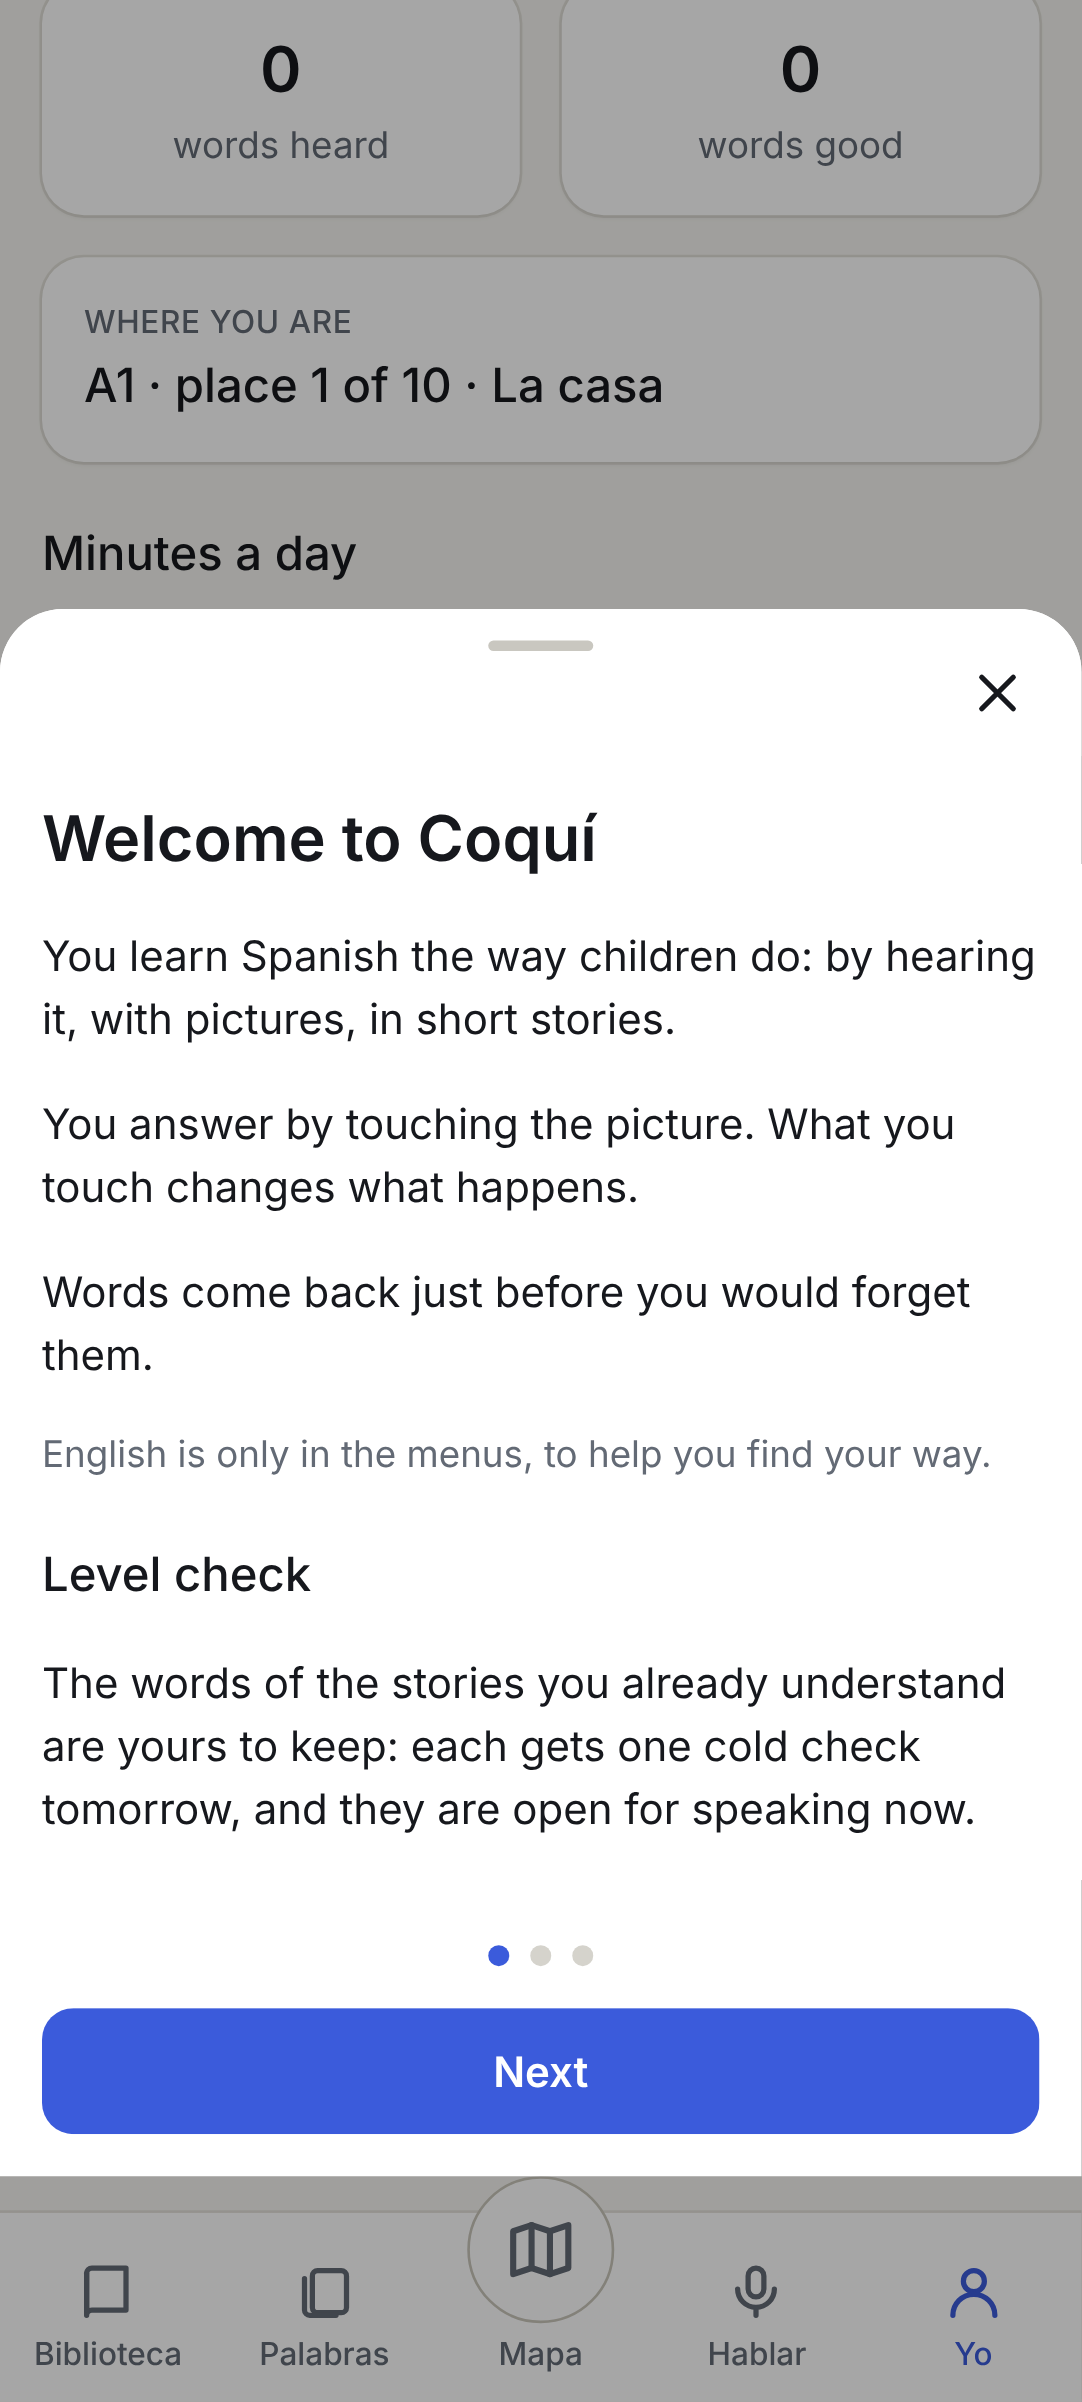 0
words heard
0
words good
WHERE YOU ARE
A1 · place 1 of 10 · La casa
Minutes a day
Welcome to Coquí
You learn Spanish the way children do: by hearing
it, with pictures, in short stories.
You answer by touching the picture. What you
touch changes what happens.
Words come back just before you would forget
them.
English is only in the menus, to help you find your way.
Level check
The words of the stories you already understand
are yours to keep: each gets one cold check
tomorrow, and they are open for speaking now.
Next
Biblioteca
Palabras
Mapa
Hablar
Yo